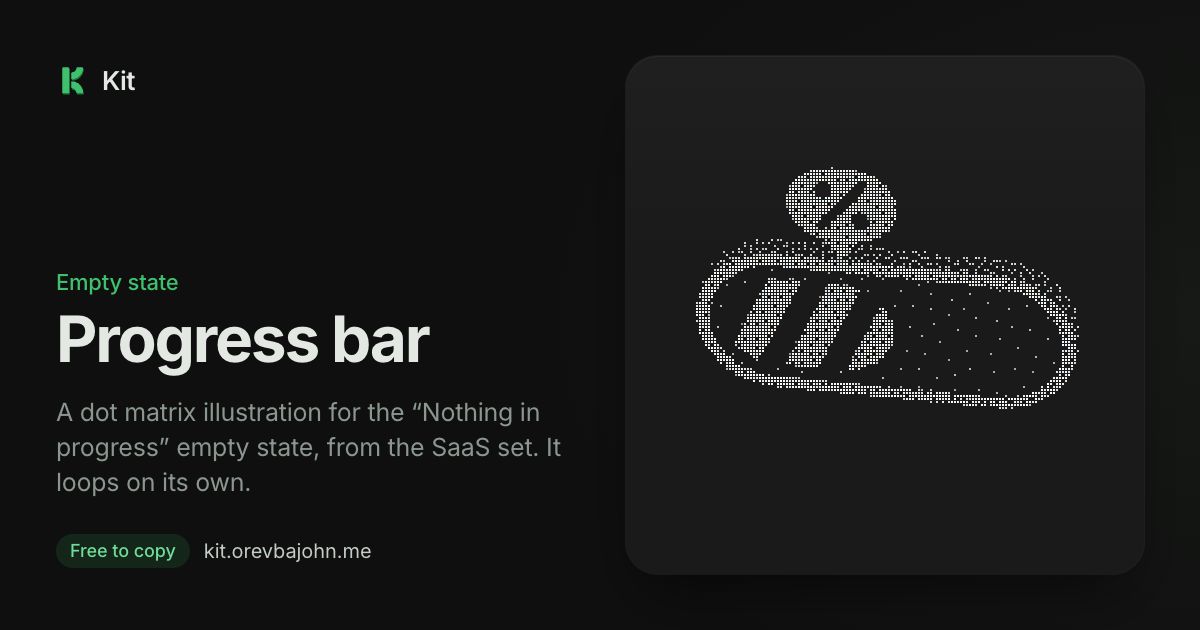 Kit
Empty state
Progress bar
A dot matrix illustration for the “Nothing in
progress” empty state, from the SaaS set. It
loops on its own.
Free to copy
kit.orevbajohn.me
%